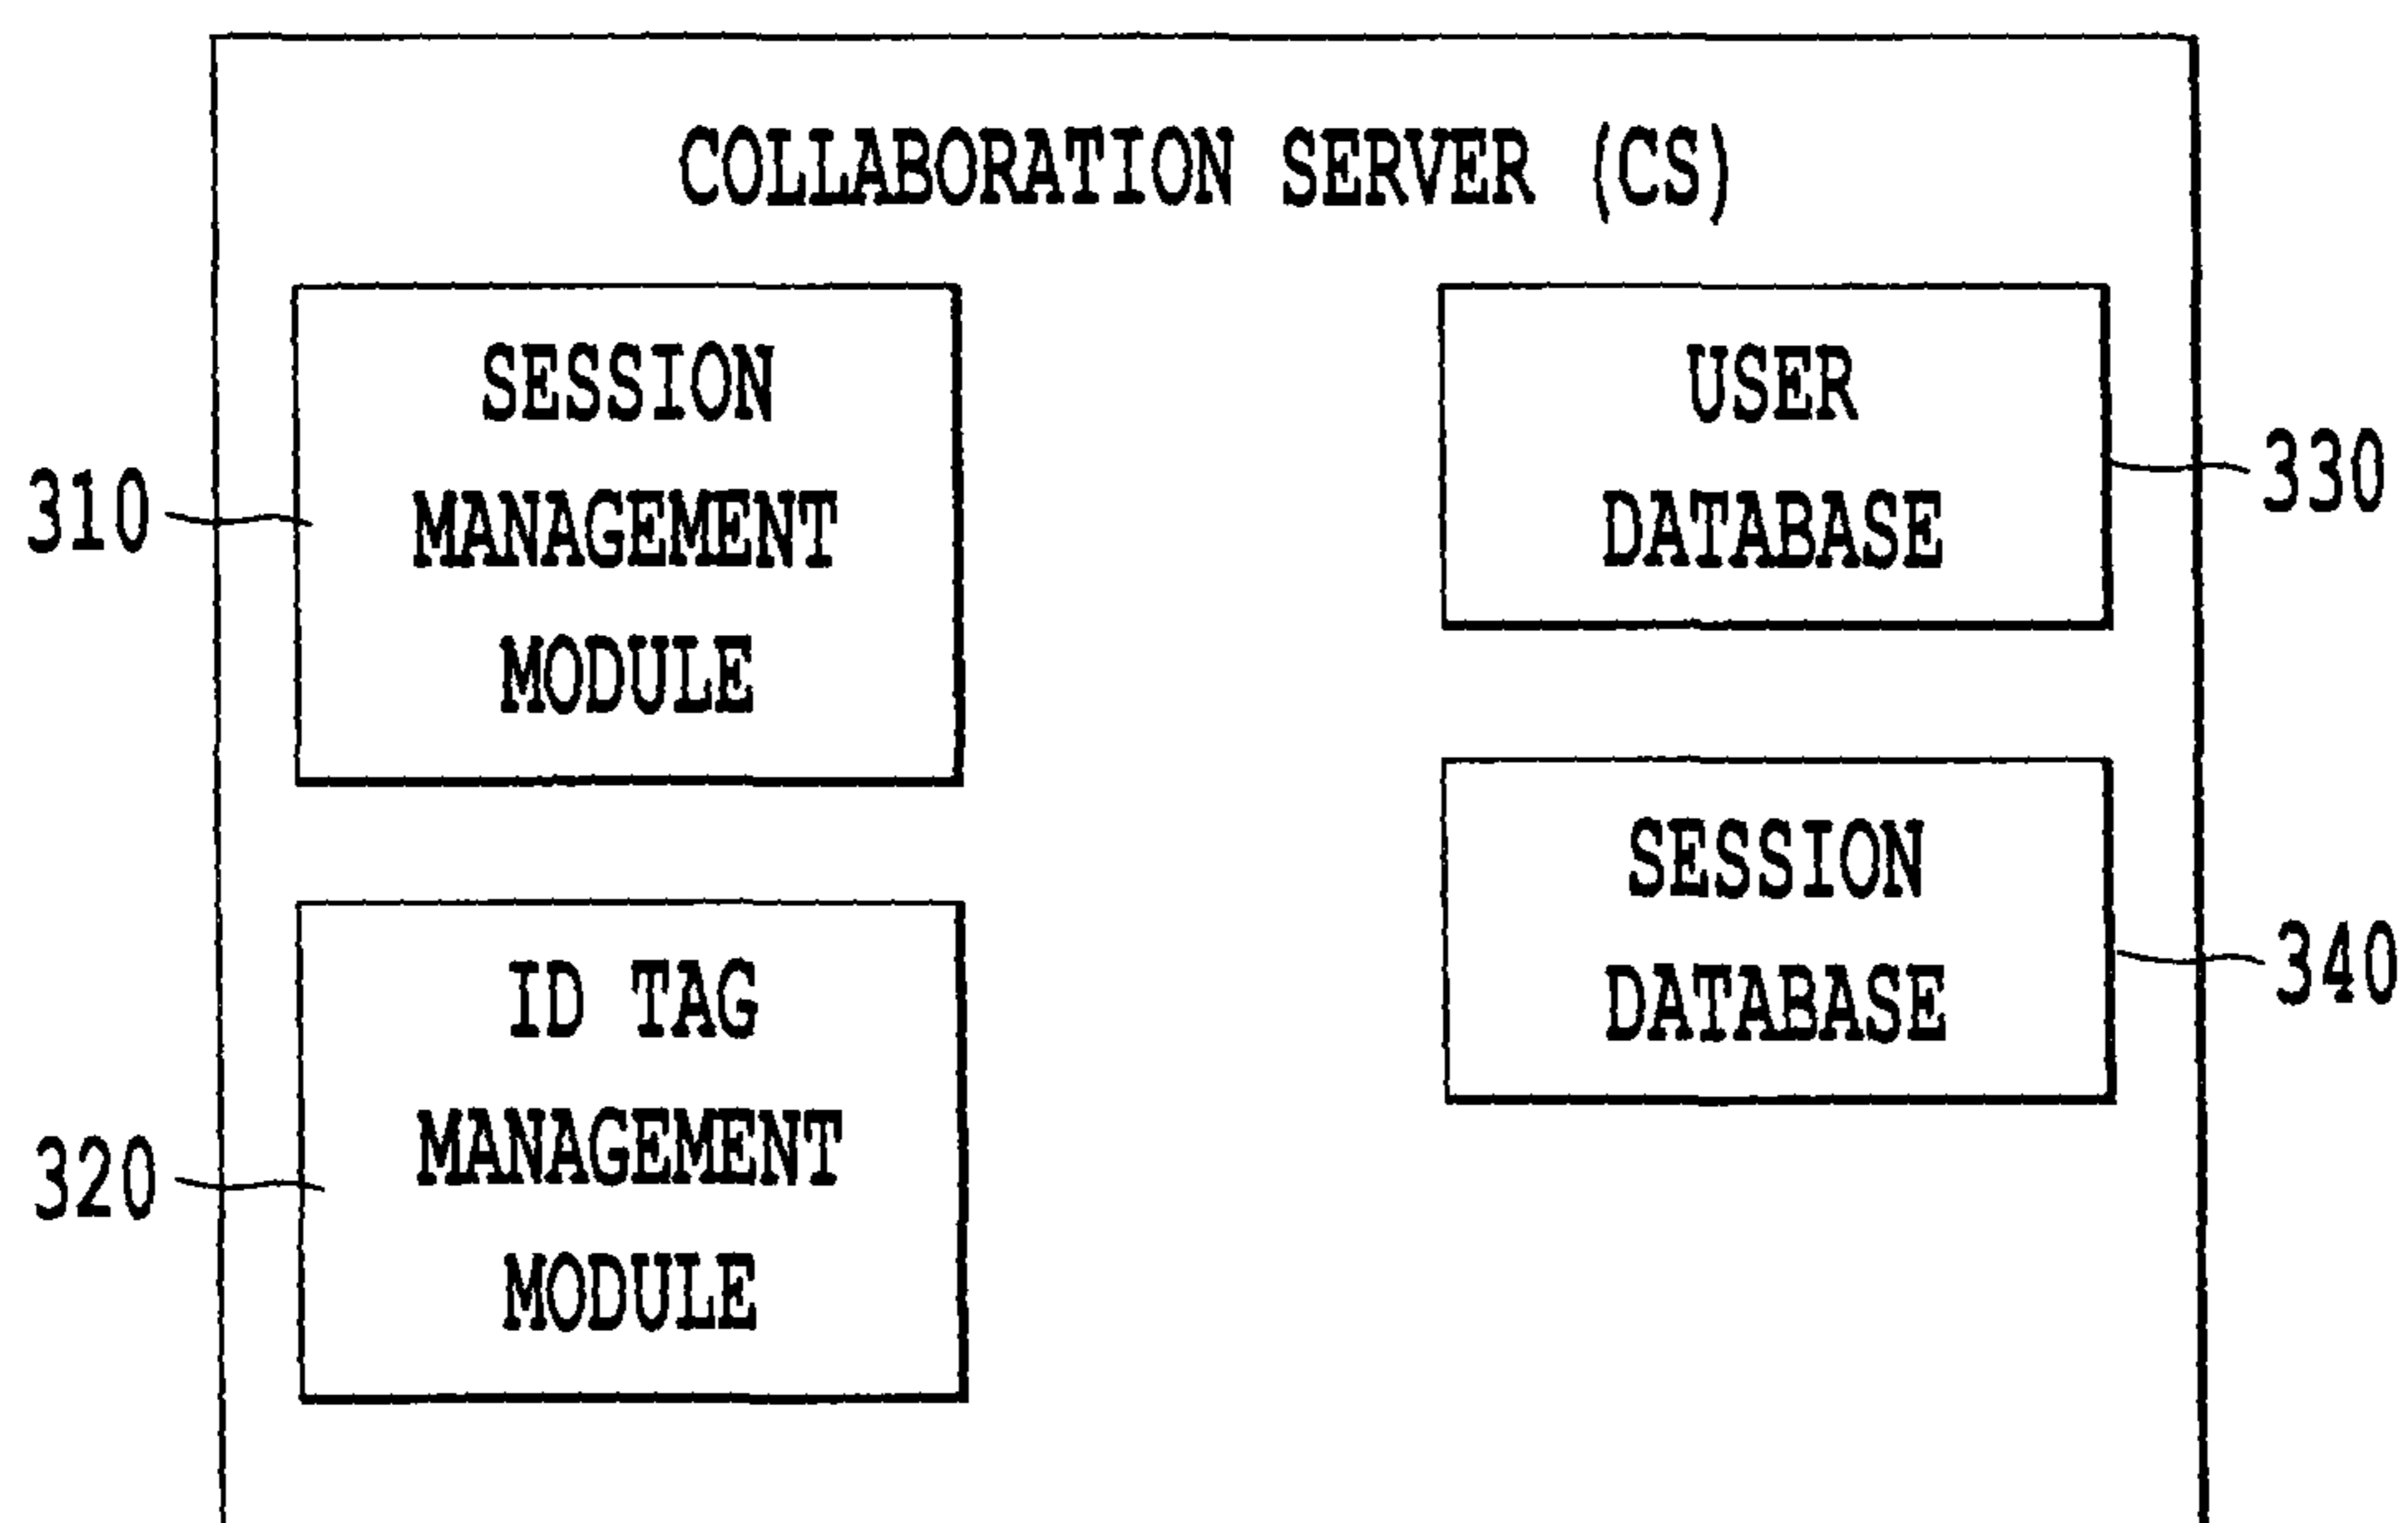 COLLABORATION SERVER (CS)
SESSION
MANAGEMENT
MODULE
310
ID TAG
MANAGEMENT
MODULE
320
USER
DATABASE
330
SESSION
DATABASE
340